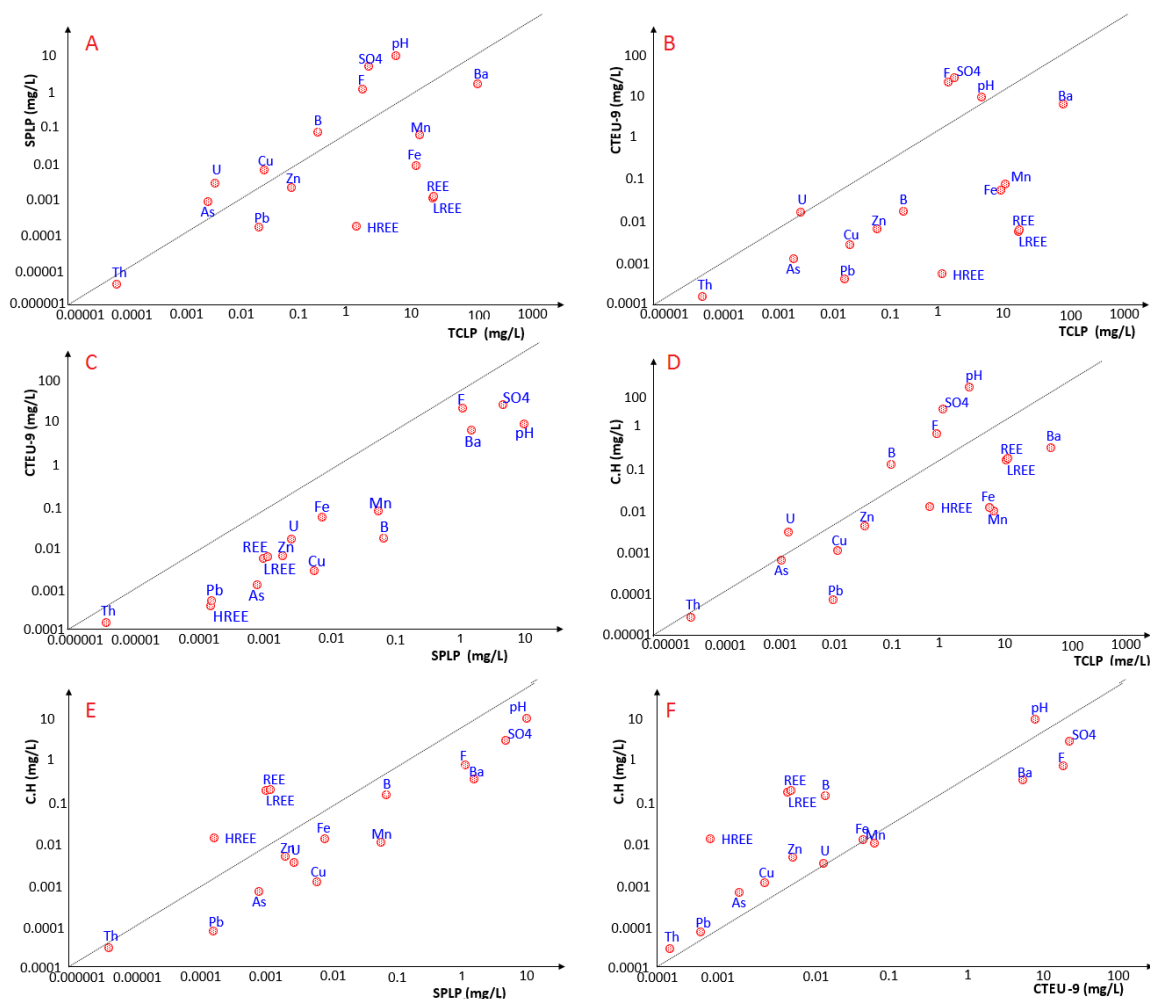 A
SPLP (mg/L)
10
1
0.1
0.01
0.001
0.0001
0.00001
0.000001
pH
SO4
F
Ba
B
Mn
Cu
Fe
U
Zn
As
REE
LREE
Pb
HREE
Th
0.00001 0.0001 0.001 0.01 0.1 1 10 100 1000
TCLP (mg/L)
B
CTEU-9 (mg/L)
100
10
1
0.1
0.01
0.001
0.0001
F SO4
pH
Ba
Mn
Fe
U
B
Zn
REE
Cu
LREE
As
Pb
HREE
Th
0.00001 0.0001 0.001 0.01 0.1 1 10 100 1000
TCLP (mg/L)
C
CTEU-9 (mg/L)
100
10
1
0.1
0.01
0.001
0.0001
F
SO4
Ba
pH
Fe
Mn
U
B
REE
Zn
LREE
Cu
Pb
As
HREE
Th
0.000001 0.00001 0.0001 0.001 0.01 0.1 1 10
SPLP (mg/L)
D
C.H (mg/L)
100
1
0.1
0.01
0.001
0.00001
pH
SO4
F
Ba
B
REE
LREE
HREE
Fe
Mn
U
Zn
Cu
As
Pb
Th
0.00001 0.0001 0.001 0.01 0.1 1 10 100 1000
TCLP (mg/L)
E
C.H (mg/L)
10
1
0.1
0.01
0.001
0.0001
0.0001
pH
SO4
F
Ba
REE
LREE
B
HREE
Fe
Mn
Zn
U
Cu
As
Pb
Th
0.000001 0.00001 0.0001 0.001 0.01 0.1 1 10
SPLP (mg/L)
F
C.H (mg/L)
10
1
0.1
0.01
0.001
0.0001
0.0001
pH
SO4
F
Ba
REE
B
LREE
HREE
Fe
Mn
Zn
U
Cu
As
Pb
Th
0.00001 0.01 1 10 100
CTEU-9 (mg/L)